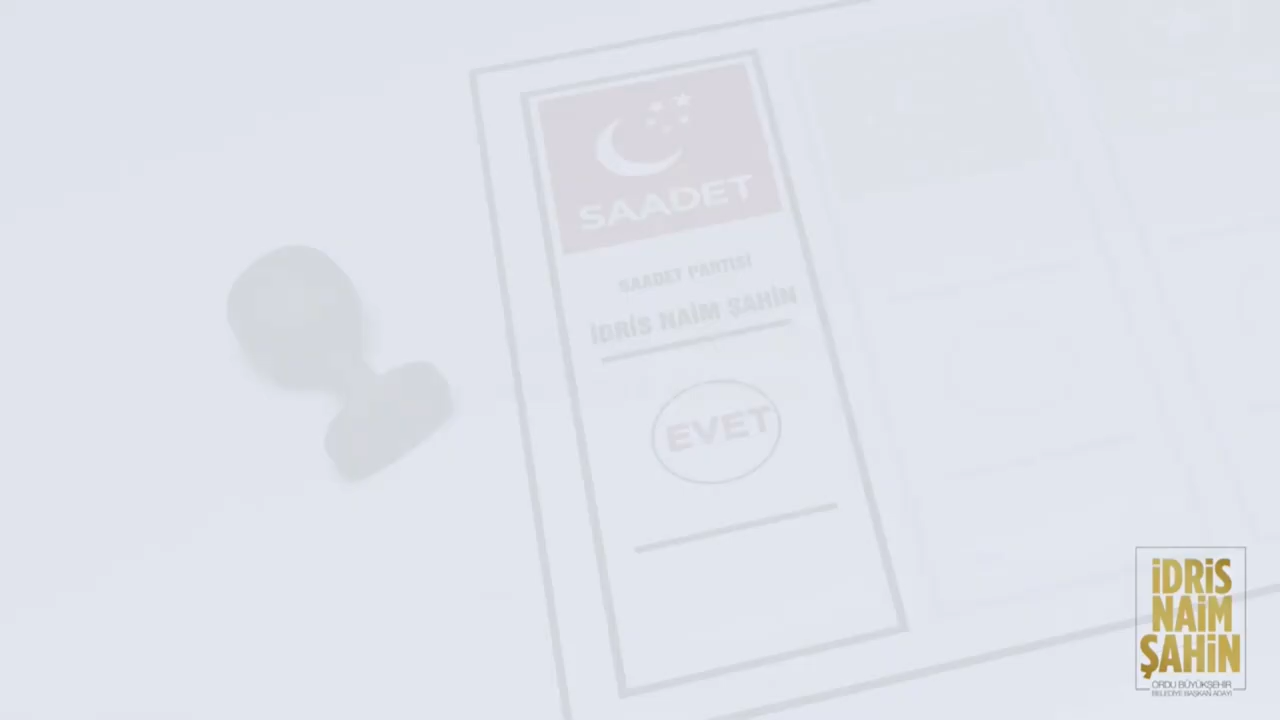 SAADET
SAADET PARTİSİ
İDRİS NAİM ŞAHİN
EVET
İDRİS
NAİM
ŞAHİN
ORDU BÜYÜKŞEHİR
BELEDİYE BAŞKAN ADAYI